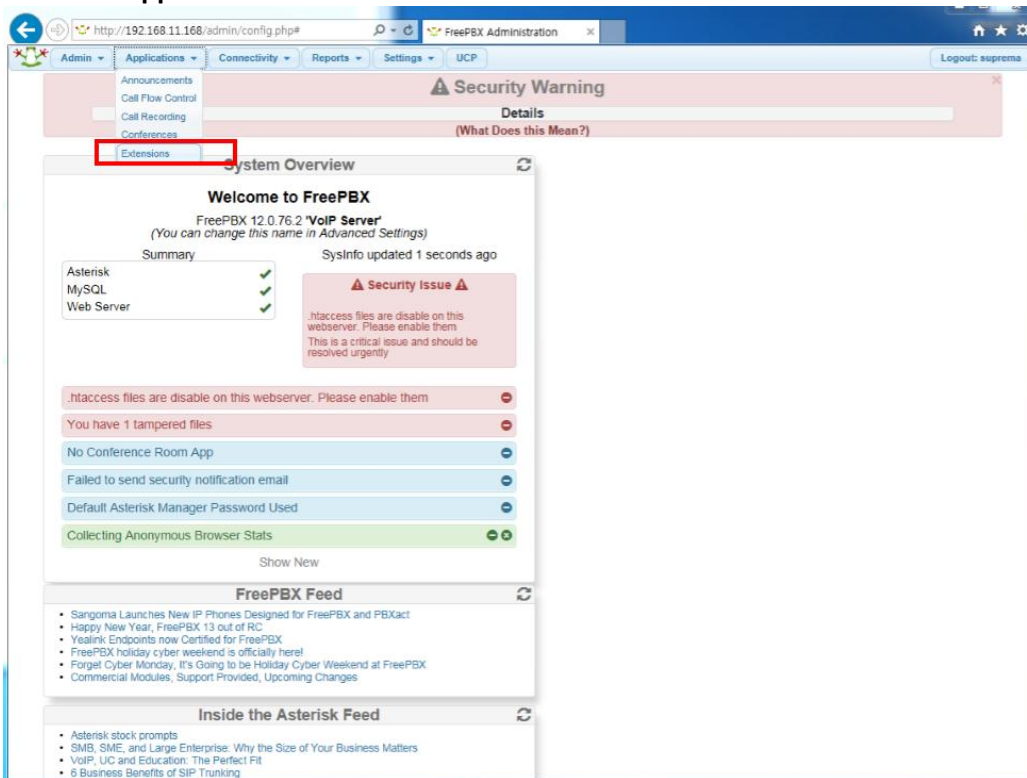 http://192.168.11.168/admin/config.php#
FreePBX Administration
Admin Applications Connectivity Reports Settings UCP Logout: suprema
Announcements
Call Flow Control
Call Recording
Conferences
Extensions
Security Warning
Details
(What Does this Mean?)
System Overview
Welcome to FreePBX
FreePBX 12.0.76.2 'VoIP Server'
(You can change this name in Advanced Settings)
Summary
Asterisk
MySQL
Web Server
SysInfo updated 1 seconds ago
Security Issue
.htaccess files are disable on this
webserver. Please enable them
This is a critical issue and should be
resolved urgently
.htaccess files are disable on this webserver. Please enable them
You have 1 tampered files
No Conference Room App
Failed to send security notification email
Default Asterisk Manager Password Used
Collecting Anonymous Browser Stats
Show New
FreePBX Feed
Sangoma Launches New IP Phones Designed for FreePBX and PBXact
Happy New Year, FreePBX 13 out of RC
Yealink Endpoints now Certified for FreePBX
FreePBX holiday cyber weekend is officially here!
Forget Cyber Monday, It's Going to be Holiday Cyber Weekend at FreePBX
Commercial Modules, Support Provided, Upcoming Changes
Inside the Asterisk Feed
Asterisk stock prompts
SMB, SME, and Large Enterprise: Why the Size of Your Business Matters
VoIP, UC and Education: The Perfect Fit
6 Business Benefits of SIP Trunking